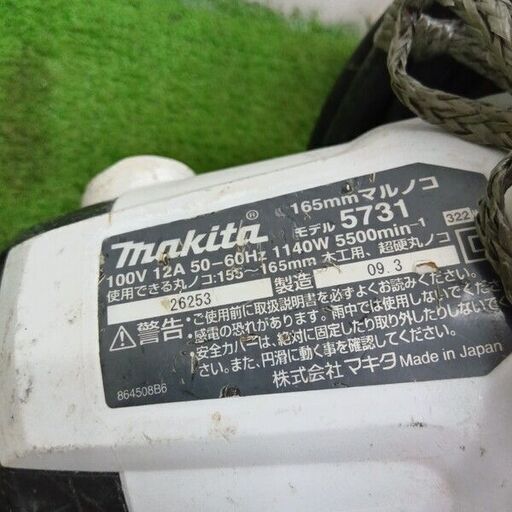 165mmマルノコ
makita® モデル 5731
100V 12A 50-60Hz 1140W 5500min-1 322
使用できる丸ノコ:155~165mm 木工用、超硬丸ノコ
26253 製造 09.3
警告・ご使用前に取扱説明書を必ずよくお読みください。
感電の恐れがあります。雨中では使用しないでください。
・安全カバーは、絶対に固定したり取り外したりしないでくだ
さい。また、円滑に動く事を確認してください。
864508B6 株式会社 マキタ Made in Japan